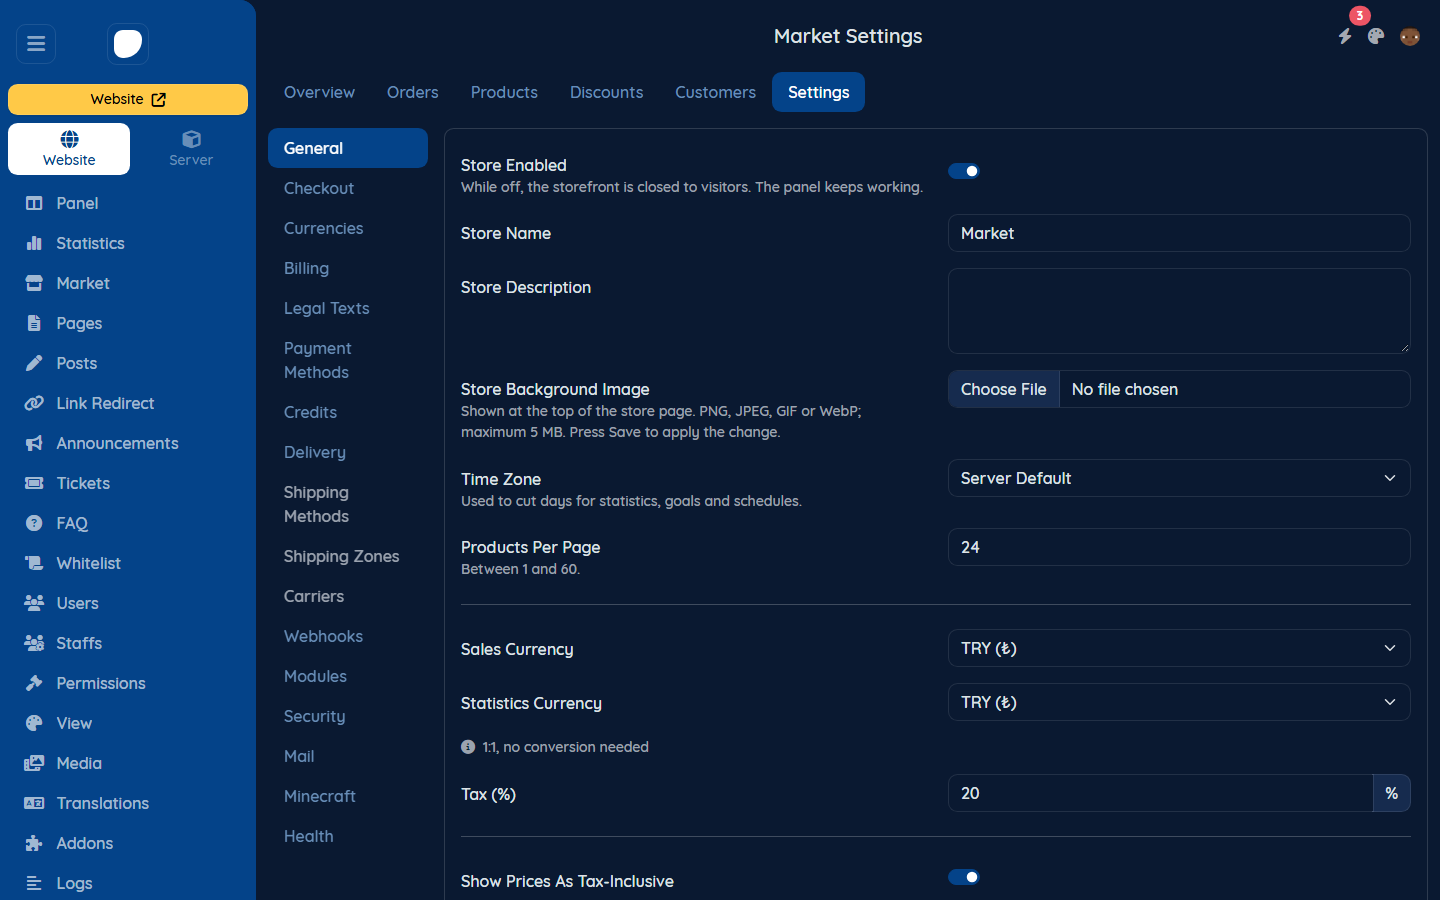 Market Settings
3
Website
Website
Server
Panel
Statistics
Market
Pages
Posts
Link Redirect
Announcements
Tickets
FAQ
Whitelist
Users
Staffs
Permissions
View
Media
Translations
Addons
Logs
Overview
Orders
Products
Discounts
Customers
Settings
General
Checkout
Currencies
Billing
Legal Texts
Payment
Methods
Credits
Delivery
Shipping
Methods
Shipping Zones
Carriers
Webhooks
Modules
Security
Mail
Minecraft
Health
Store Enabled
While off, the storefront is closed to visitors. The panel keeps working.
Store Name
Market
Store Description
Store Background Image
Shown at the top of the store page. PNG, JPEG, GIF or WebP;
maximum 5 MB. Press Save to apply the change.
Choose File
No file chosen
Time Zone
Used to cut days for statistics, goals and schedules.
Server Default
Products Per Page
Between 1 and 60.
24
Sales Currency
TRY (₺)
Statistics Currency
TRY (₺)
1:1, no conversion needed
Tax (%)
20
%
Show Prices As Tax-Inclusive